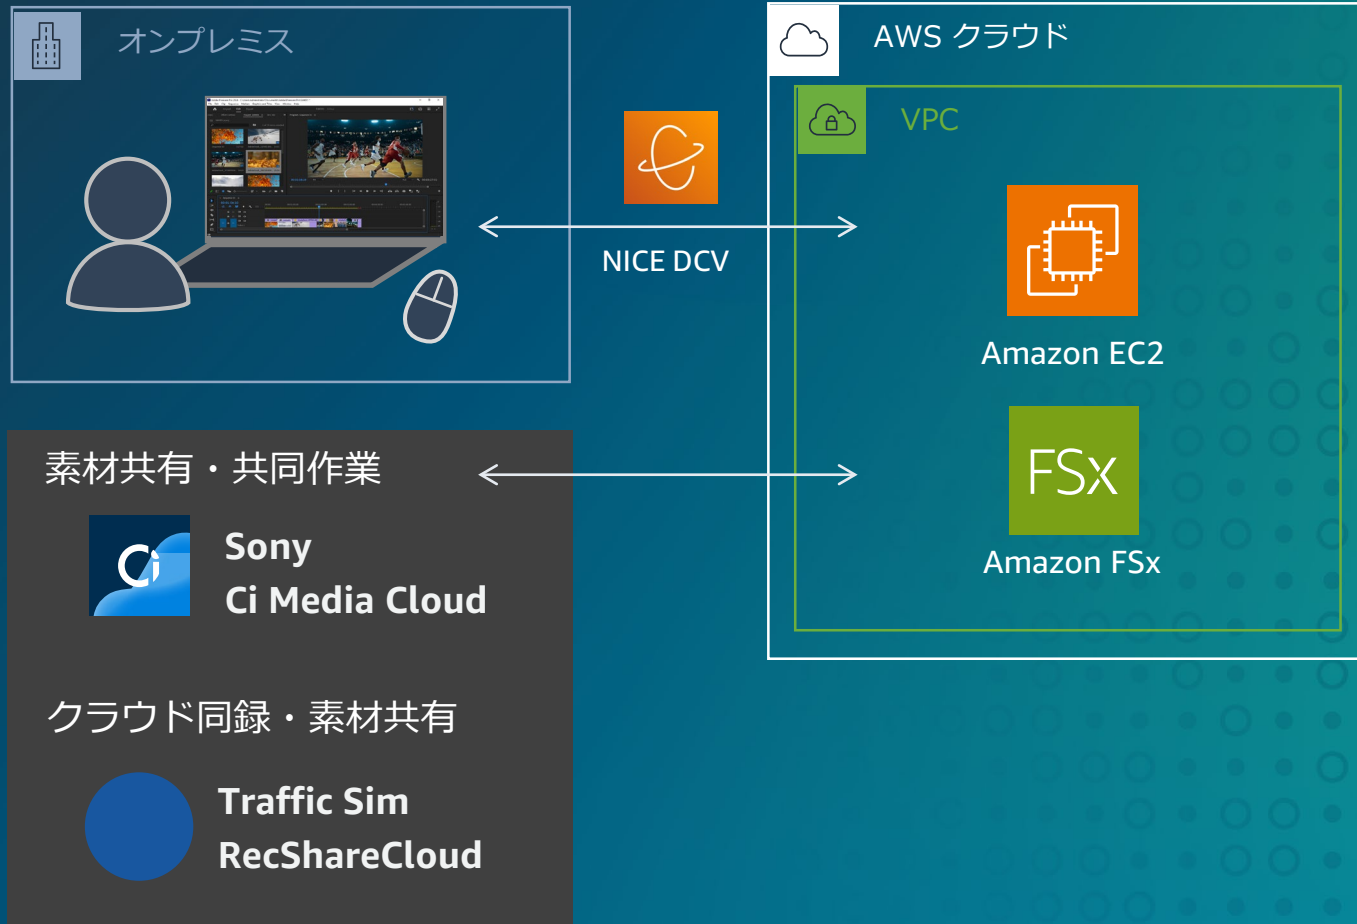 オンプレミス
NICE DCV
AWS クラウド
VPC
Amazon EC2
FSx
Amazon FSx
素材共有・共同作業
Ci
Sony
Ci Media Cloud
クラウド同録・素材共有
Traffic Sim
RecShareCloud